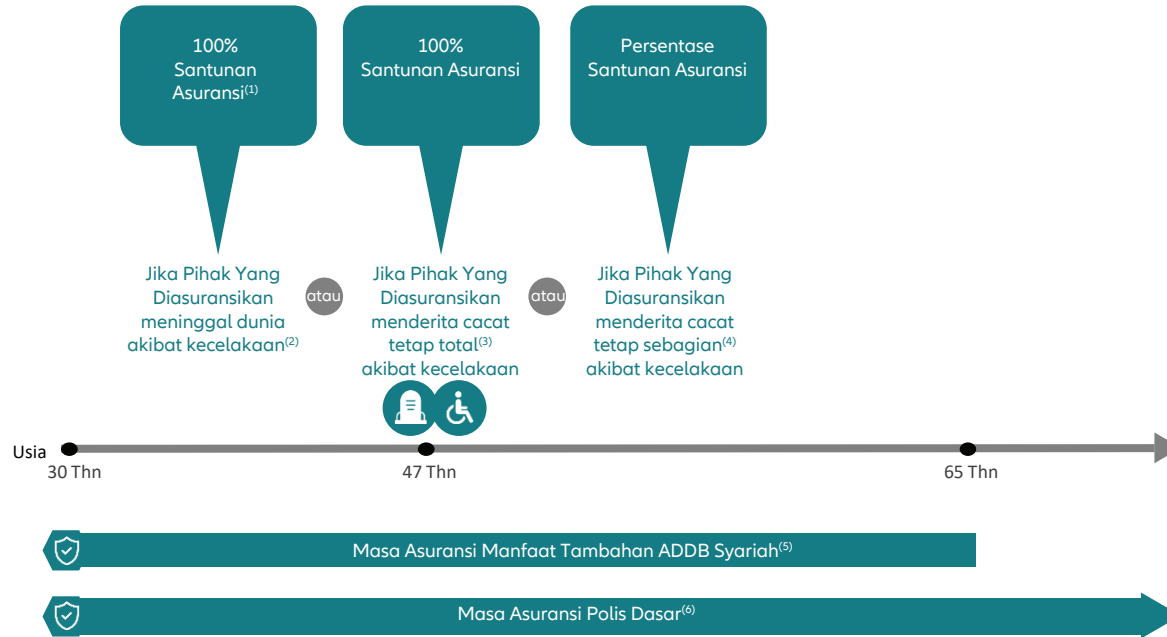 100%
Santunan
Asuransi(1)
100%
Santunan Asuransi
Persentase
Santunan Asuransi
Jika Pihak Yang
Diasuransikan
meninggal dunia
akibat kecelakaan(2)
atau
Jika Pihak Yang
Diasuransikan
menderita cacat
tetap total(3)
akibat kecelakaan
atau
Jika Pihak Yang
Diasuransikan
menderita cacat
tetap sebagian(4)
akibat kecelakaan
Usia
30 Thn
47 Thn
65 Thn
Masa Asuransi Manfaat Tambahan ADDB Syariah(5)
Masa Asuransi Polis Dasar(6)